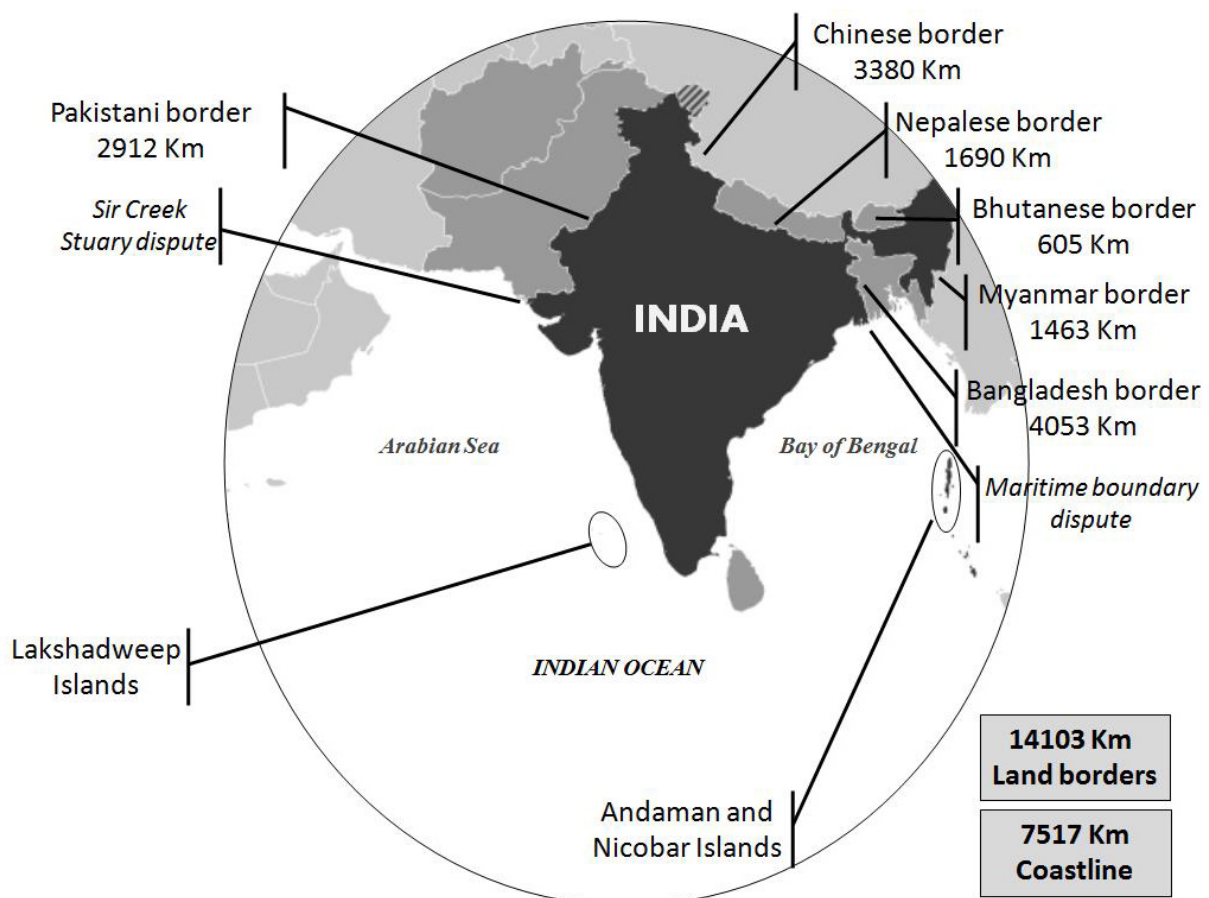 Chinese border
3380 Km
Pakistani border
2912 Km
Nepalese border
1690 Km
Sir Creek
Stuary dispute
Bhutanese border
605 Km
Myanmar border
1463 Km
INDIA
Bangladesh border
4053 Km
Arabian Sea
Bay of Bengal
Maritime boundary
dispute
Lakshadweep
Islands
INDIAN OCEAN
14103 Km
Land borders
Andaman and
Nicobar Islands
7517 Km
Coastline